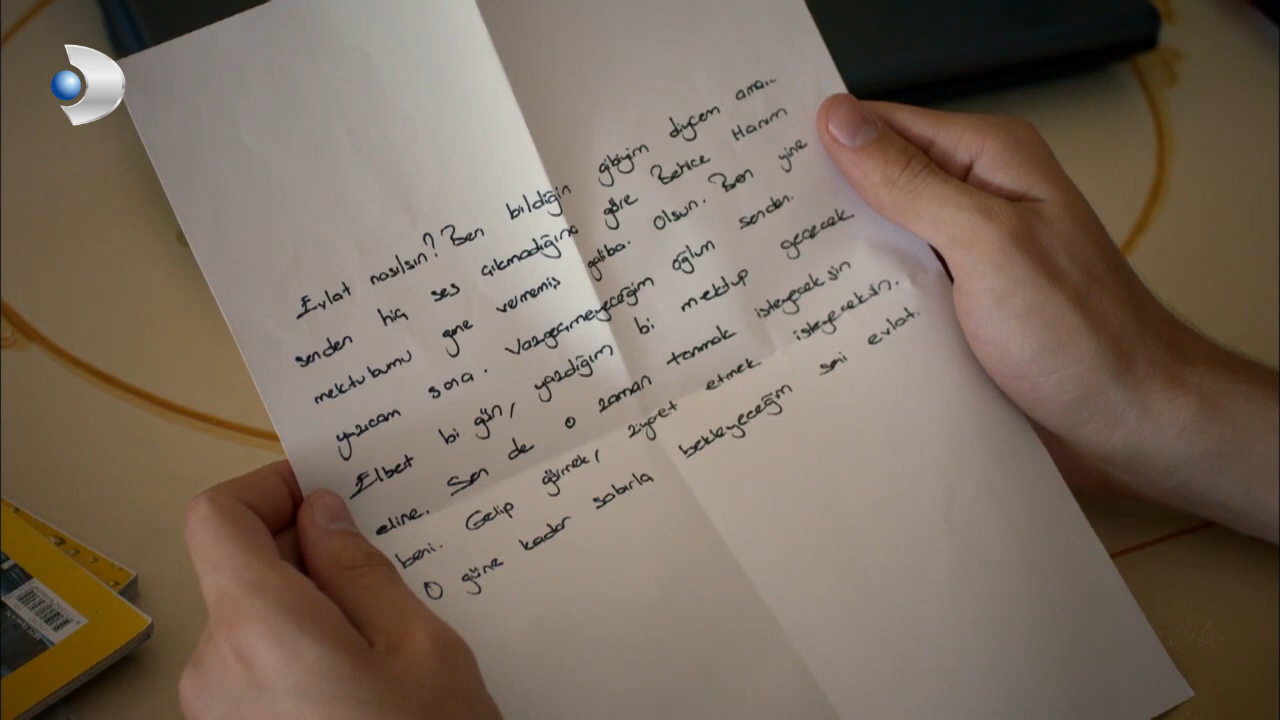 Evlat nasılsın? Ben bildiğin gibiyim diycem ama...
senden hiç ses çıkmadığına göre Behice Hanım
mektubumu gene vermemiş galiba. Olsun. Ben yine
yazıcam sana. Vazgeçmeyeceğim oğlum senden.
Elbet bi gün, yazdığım bi mektup geçecek
eline. Sen de o zaman tanımak isteyeceksin
beni. Gelip görmek, ziyaret etmek isteyeceksin.
O güne kadar sabırla bekleyeceğim seni evlat.